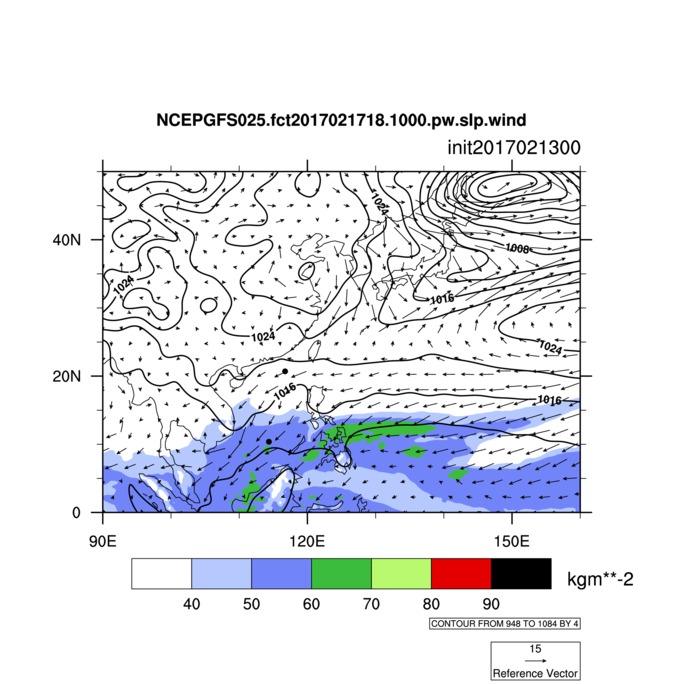 NCEPGFS025.fct2017021718.1000.pw.slp.wind
init2017021300
1024
40N
1008
1024
1016
1024
1024
20N
1016
1016
0
90E 120E 150E
kgm**-2
40 50 60 70 80 90
CONTOUR FROM 948 TO 1084 BY 4
15
Reference Vector